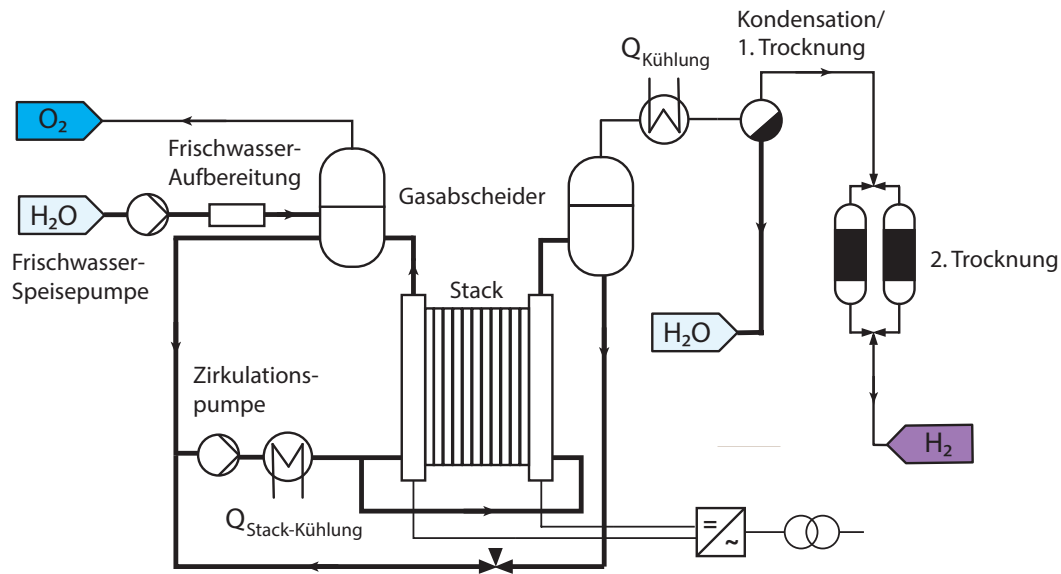 Kondensation/
1. Trocknung
QKühlung
O2
Frischwasser-
Aufbereitung
Gasabscheider
H2O
Frischwasser-
Speisepumpe
Stack
2. Trocknung
H2O
Zirkulations-
pumpe
H2
QStack-Kühlung
=
~